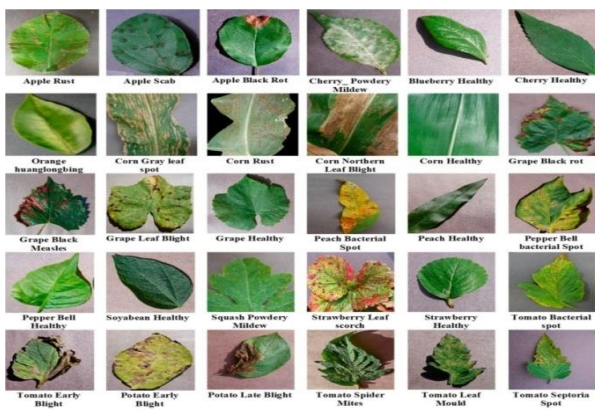 Apple Rust
Apple Scab
Apple Black Rot
Cherry_ Powdery
Mildew
Blueberry Healthy
Cherry Healthy
Orange
huanglongbing
Corn Gray leaf
spot
Corn Rust
Corn Northern
Leaf Blight
Corn Healthy
Grape Black rot
Grape Black
Measles
Grape Leaf Blight
Grape Healthy
Peach Bacterial
Spot
Peach Healthy
Pepper Bell
bacterial Spot
Pepper Bell
Healthy
Soyabean Healthy
Squash Powdery
Mildew
Strawberry Leaf
scorch
Strawberry
Healthy
Tomato Bacterial
spot
Tomato Early
Blight
Potato Early
Blight
Potato Late Blight
Tomato Spider
Mites
Tomato Leaf
Mould
Tomato Septoria
Spot